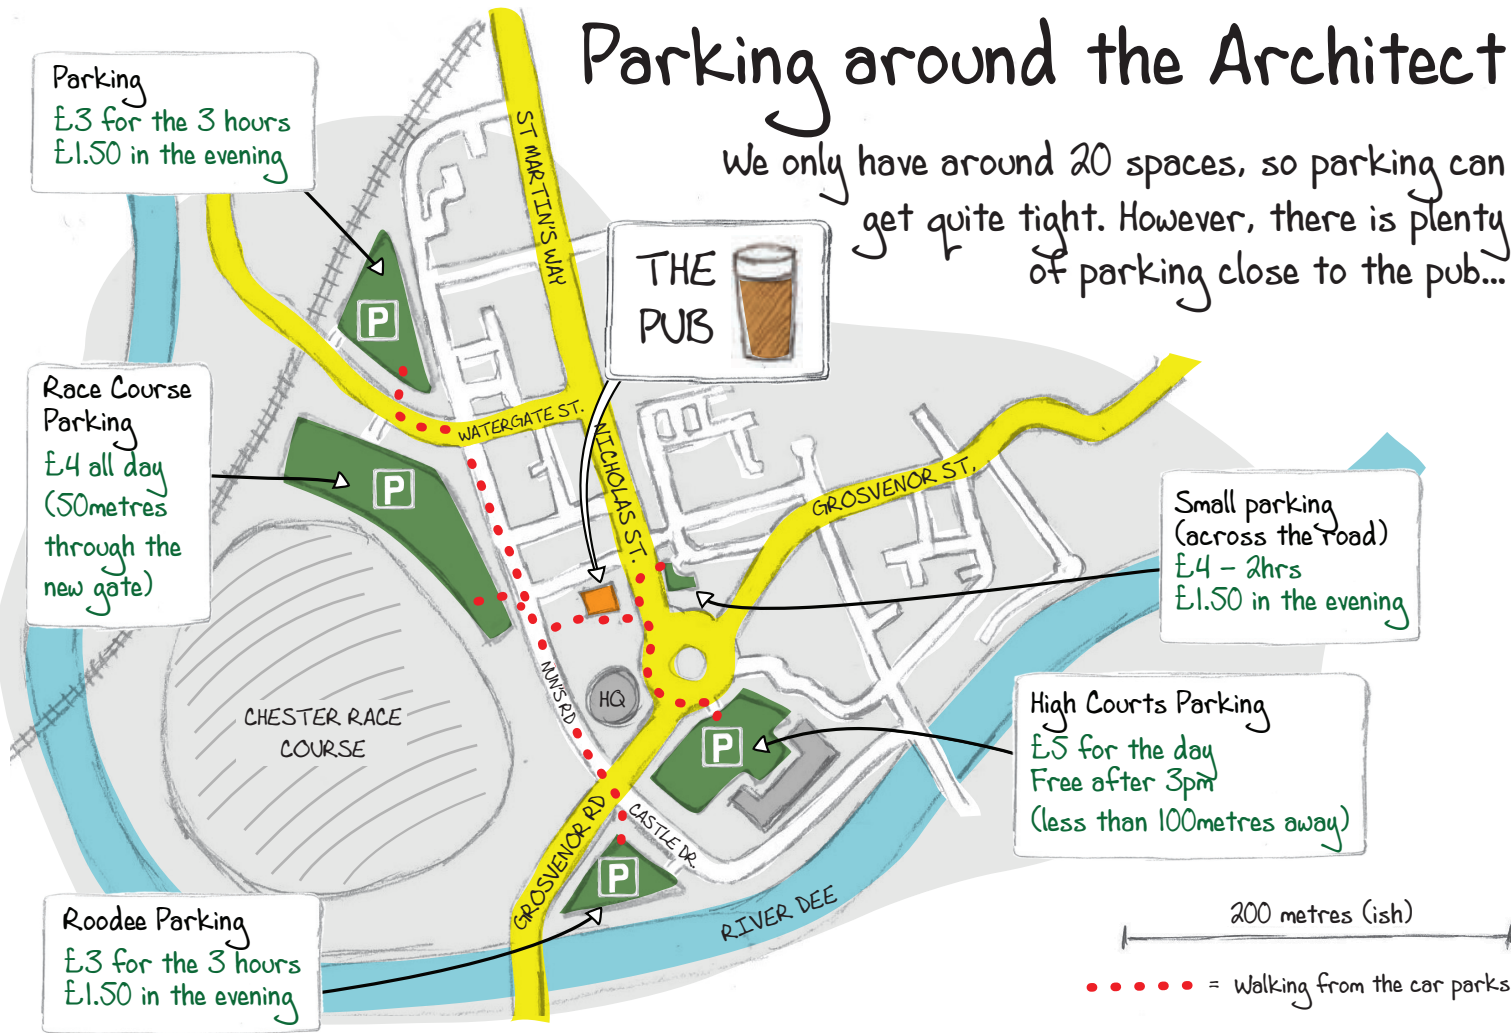 Parking around the Architect
We only have around 20 spaces, so parking can
get quite tight. However, there is plenty
of parking close to the pub...
Parking
£3 for the 3 hours
£1.50 in the evening
ST MARTIN'S WAY
THE
PUB
P
Race Course
Parking
£4 all day
(50metres
through the
new gate)
WATERGATE ST.
NICHOLAS ST.
P
GROSVENOR ST.
Small parking
(across the road)
£4 - 2hrs
£1.50 in the evening
NUN'S RD
HQ
CHESTER RACE
COURSE
P
High Courts Parking
£5 for the day
Free after 3pm
(less than 100metres away)
GROSVENOR RD
CASTLE DR.
P
RIVER DEE
Roodee Parking
£3 for the 3 hours
£1.50 in the evening
200 metres (ish)
= Walking from the car parks